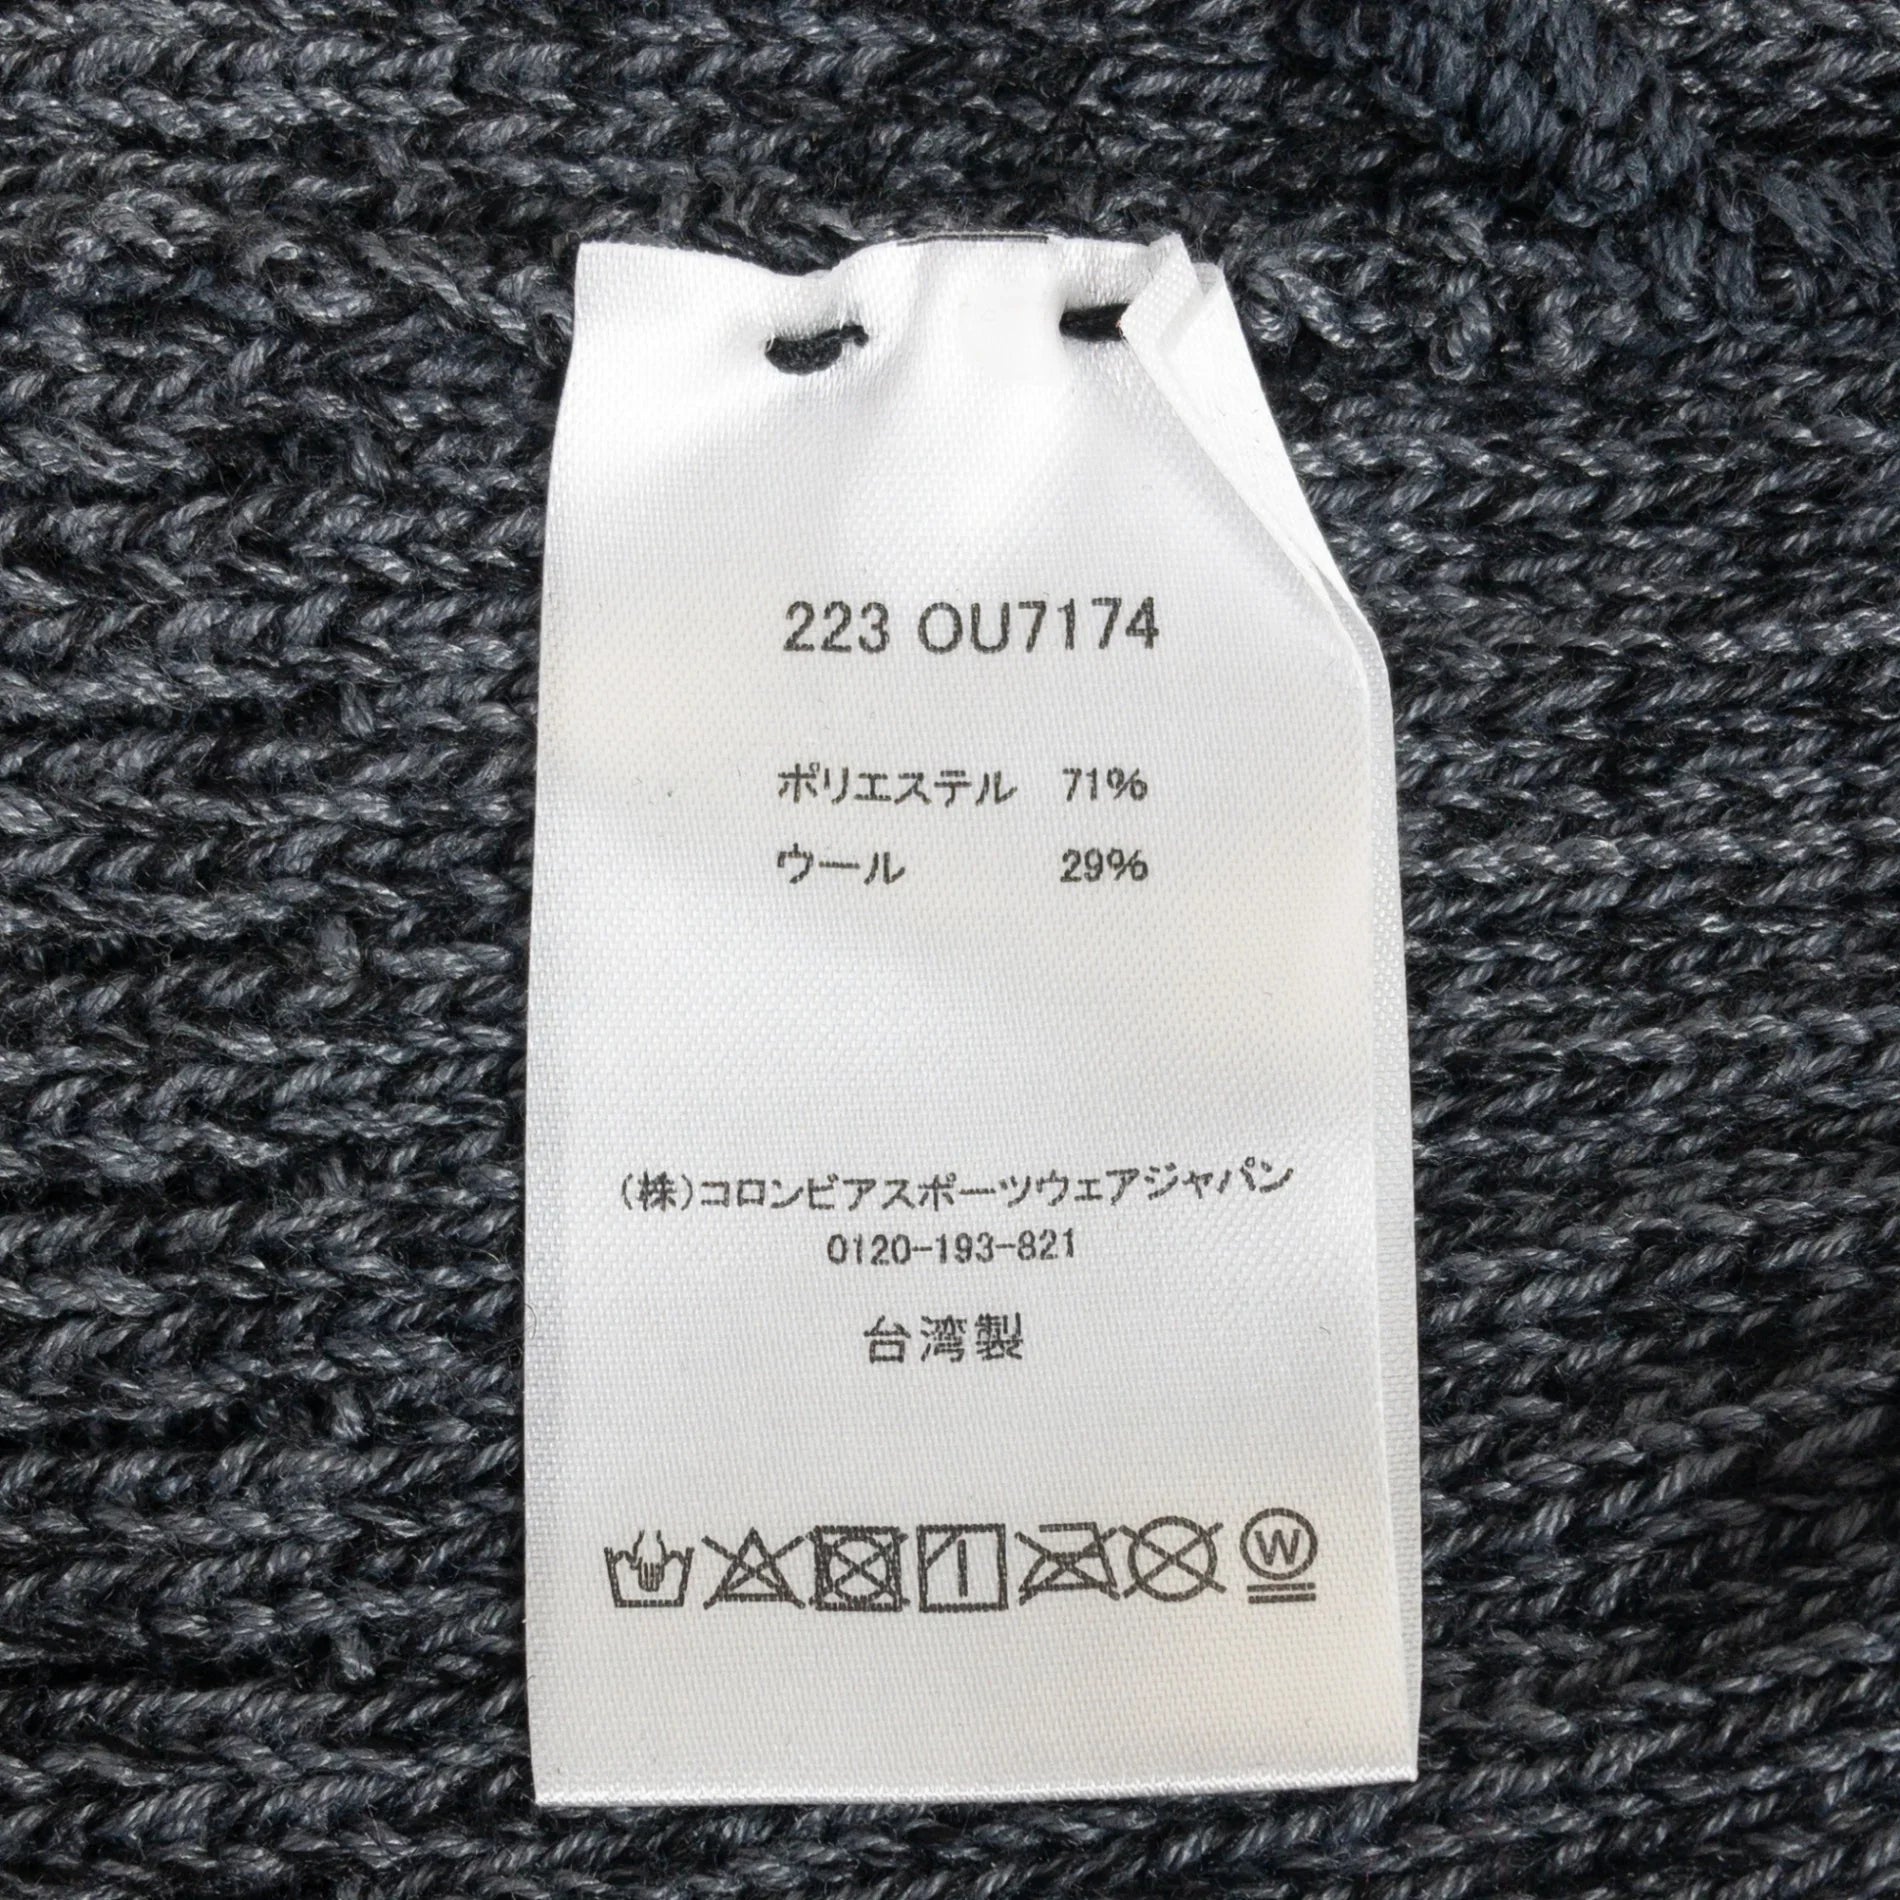 223 OU7174
ポリエステル 71%
ウール 29%
(株)コロンビアスポーツウェアジャパン
0120-193-821
台湾製
W